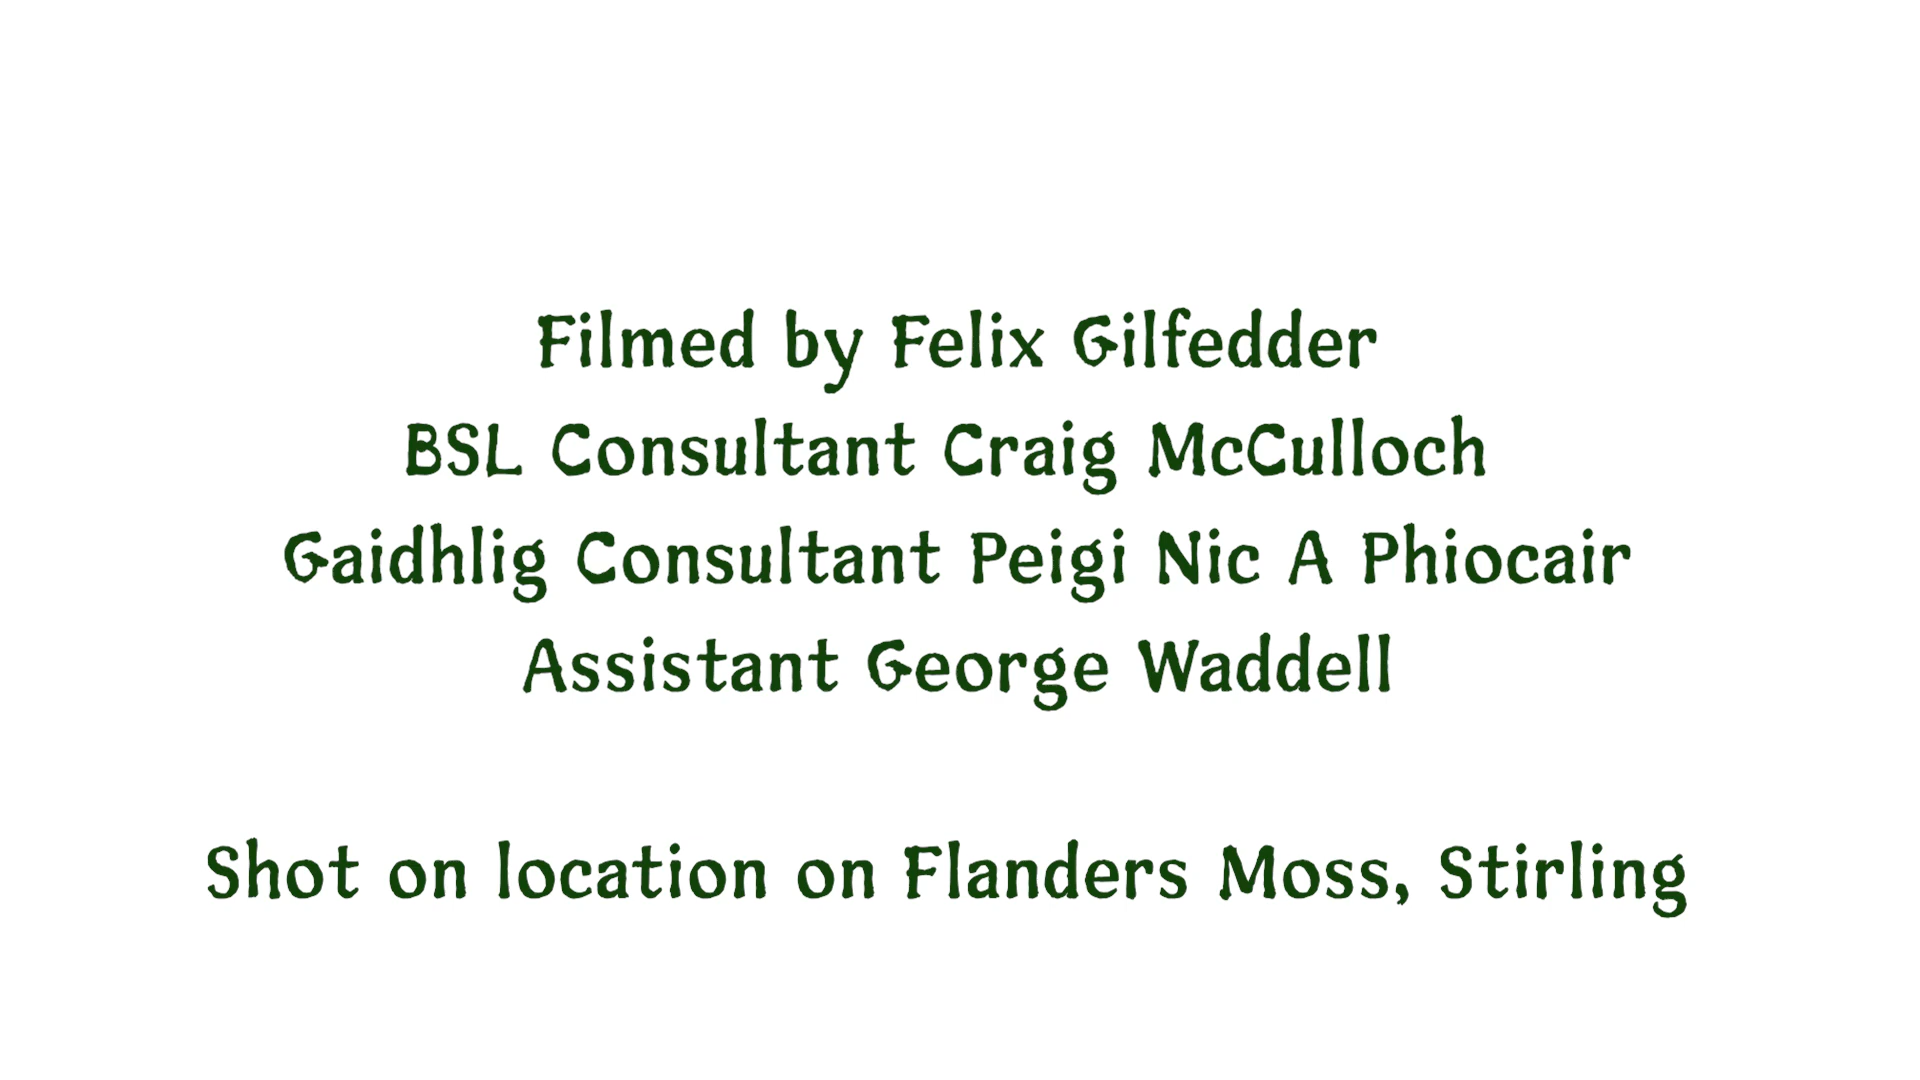 Filmed by Felix Gilfedder
BSL Consultant Craig McCulloch
Gaidhlig Consultant Peigi Nic A Phiocair
Assistant George Waddell
Shot on location on Flanders Moss, Stirling